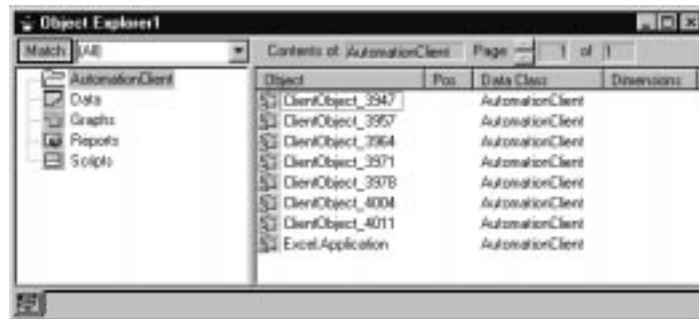 Object Explorer1
Match (All) Contents of: AutomationClient Page: 1 of 1
AutomationClient
Data
Graphs
Reports
Scripts
Object Pos Data Class Dimensions
ClientObject_3947 AutomationClient
ClientObject_3957 AutomationClient
ClientObject_3964 AutomationClient
ClientObject_3971 AutomationClient
ClientObject_3978 AutomationClient
ClientObject_4004 AutomationClient
ClientObject_4011 AutomationClient
Excel.Application AutomationClient